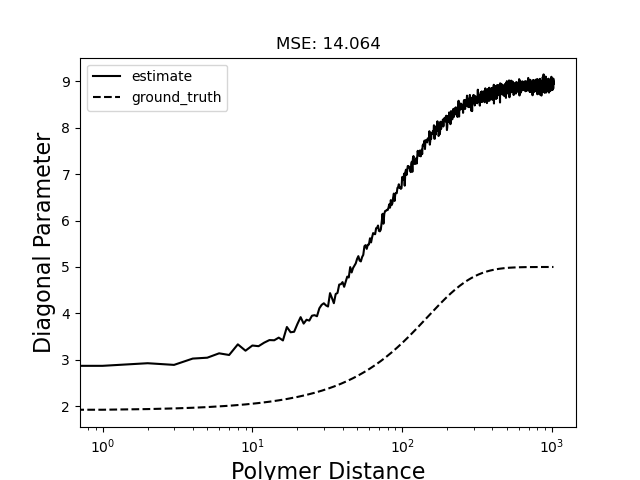 MSE: 14.064
estimate
ground_truth
Diagonal Parameter
9
8
7
6
5
4
3
2
10⁰ 10¹ 10² 10³
Polymer Distance